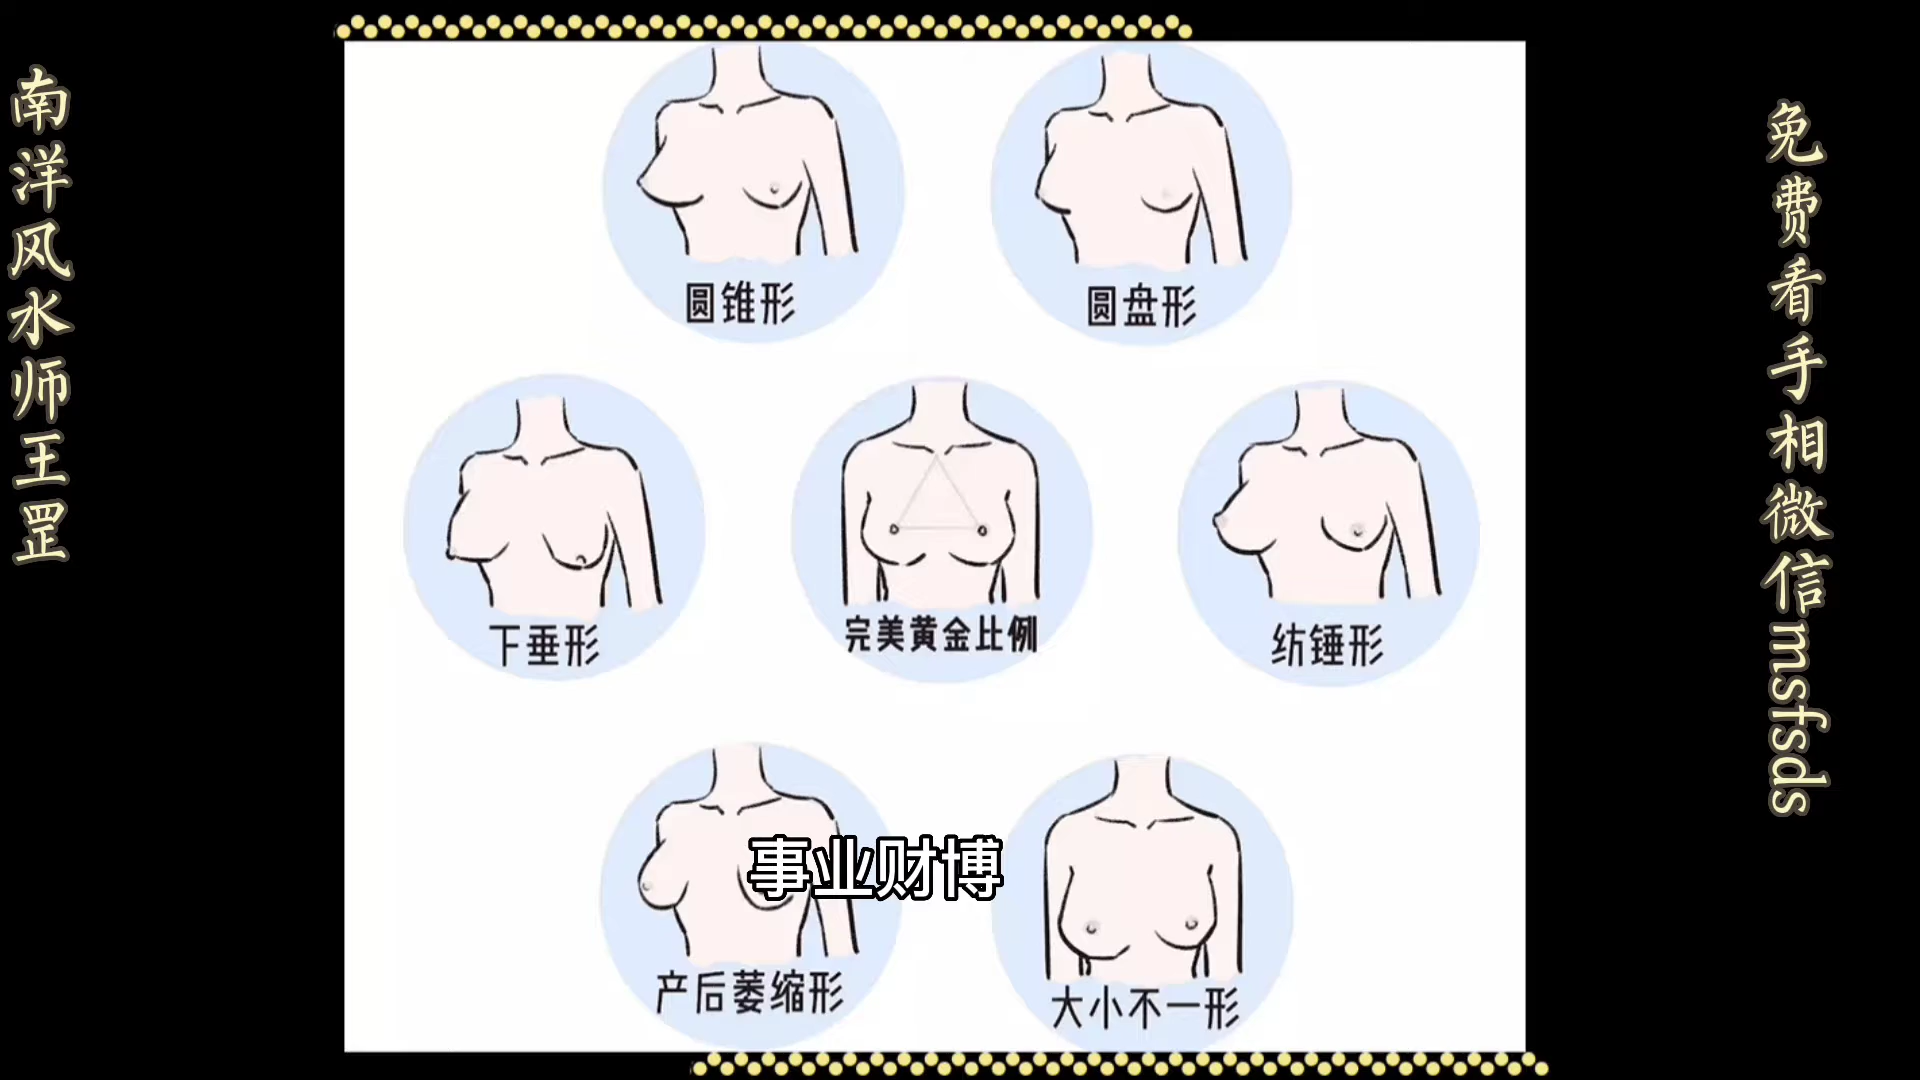 南洋风水师王罡
免费看手相微信msfsds
圆锥形
圆盘形
下垂形
完美黄金比例
纺锤形
事业财博
产后萎缩形
大小不一形